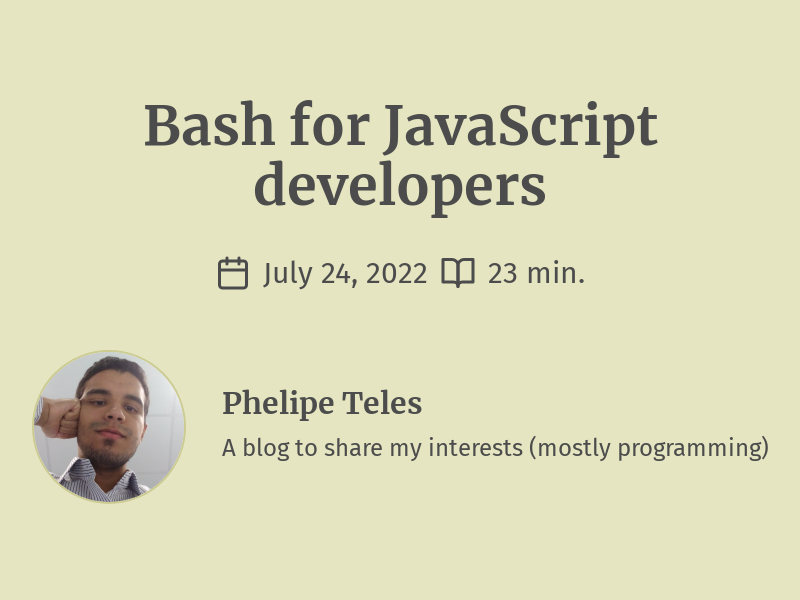 Bash for JavaScript
developers
July 24, 2022 23 min.
Phelipe Teles
A blog to share my interests (mostly programming)